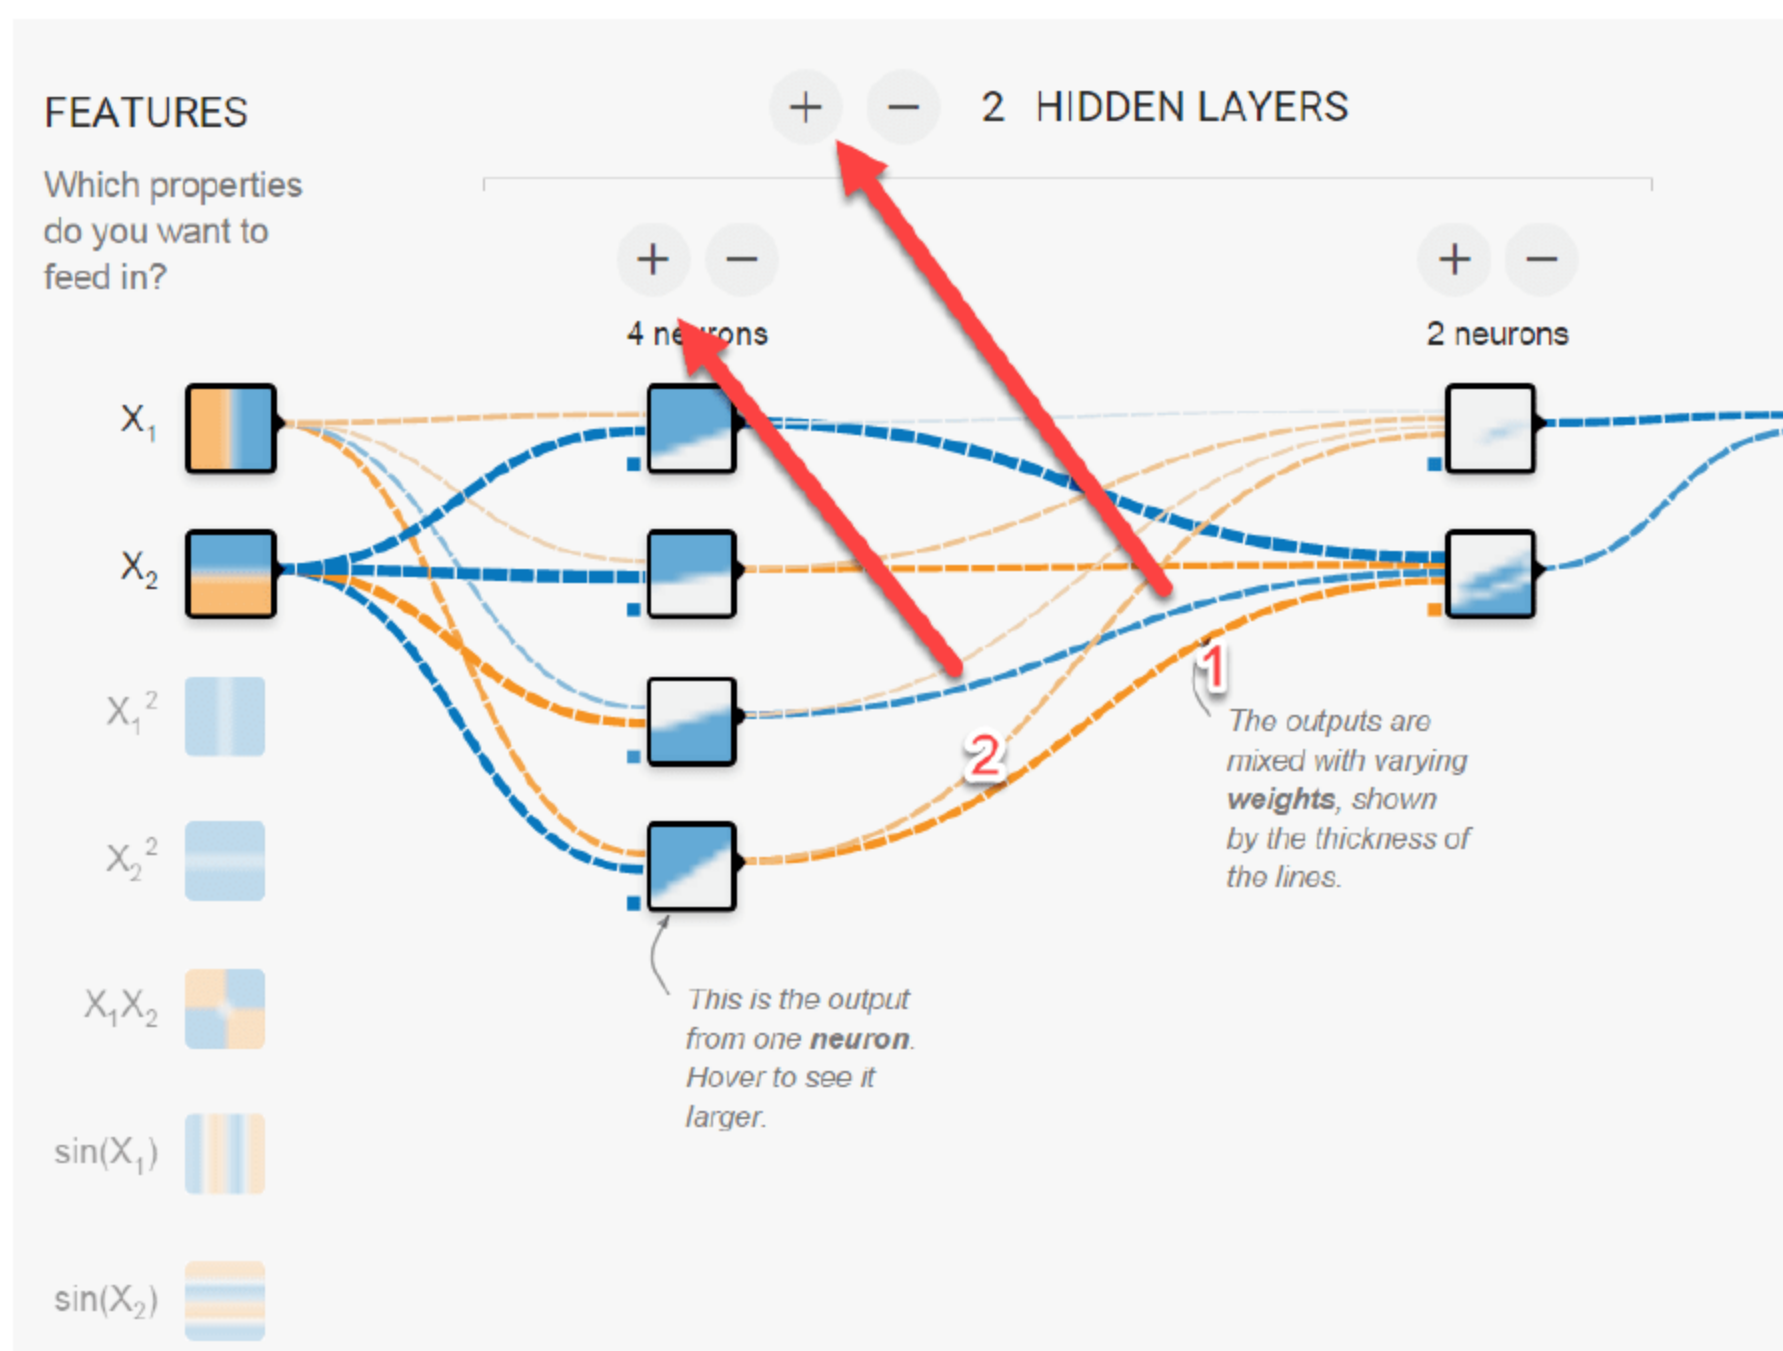 FEATURES
Which properties
do you want to
feed in?
+ − 2 HIDDEN LAYERS
+ −
4 neurons
+ −
2 neurons
X₁
X₂
X₁²
X₂²
X₁X₂
sin(X₁)
sin(X₂)
1
2
The outputs are
mixed with varying
weights, shown
by the thickness of
the lines.
This is the output
from one neuron.
Hover to see it
larger.